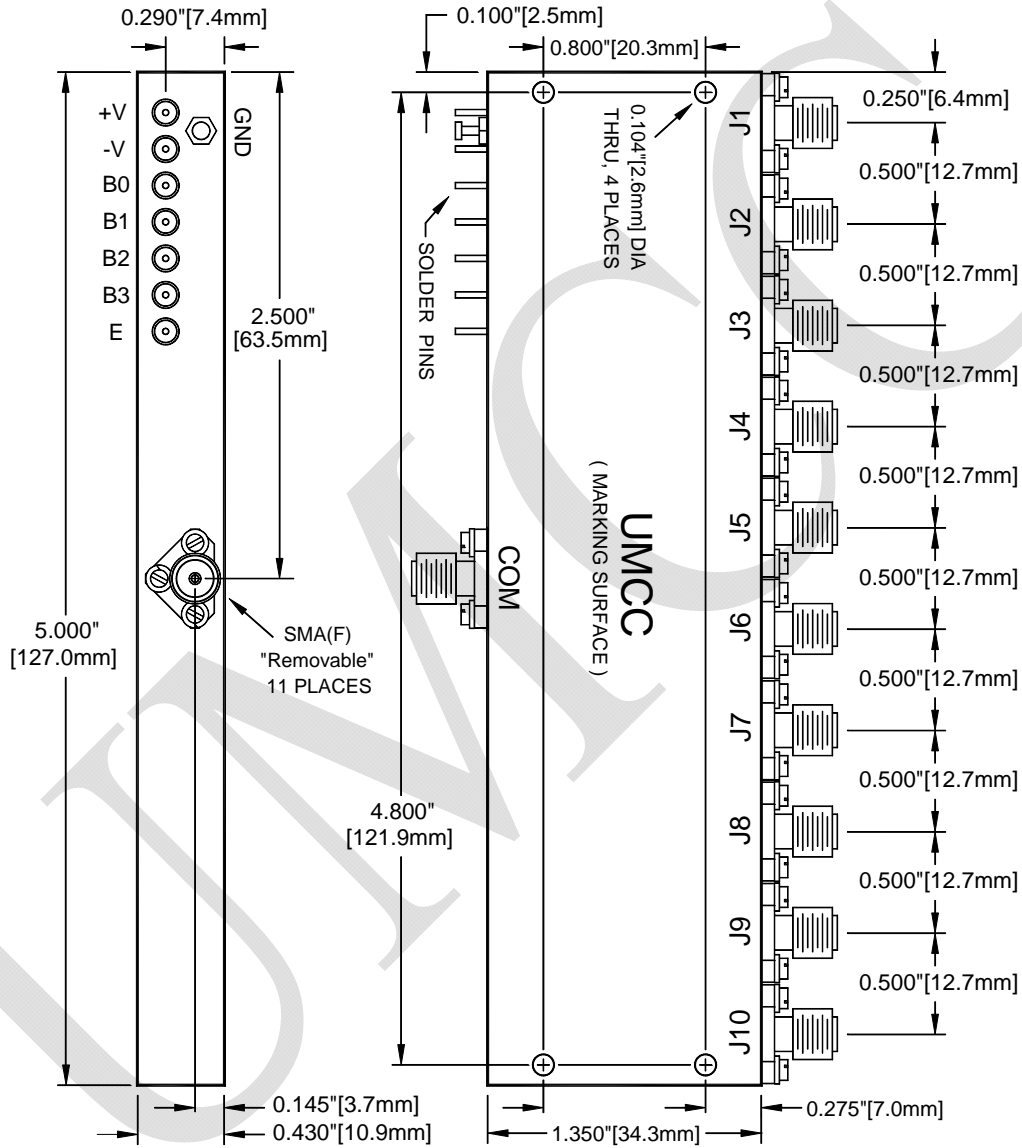 0.290"[7.4mm]
0.100"[2.5mm]
0.800"[20.3mm]
+V
-V
B0
B1
B2
B3
E
GND
2.500"
[63.5mm]
SOLDER PINS
0.104"[2.6mm] DIA
THRU, 4 PLACES
J1
J2
J3
J4
J5
J6
J7
J8
J9
J10
0.250"[6.4mm]
0.500"[12.7mm]
0.500"[12.7mm]
0.500"[12.7mm]
0.500"[12.7mm]
0.500"[12.7mm]
0.500"[12.7mm]
0.500"[12.7mm]
0.500"[12.7mm]
0.500"[12.7mm]
UMCC
( MARKING SURFACE )
COM
5.000"
[127.0mm]
SMA(F)
"Removable"
11 PLACES
4.800"
[121.9mm]
0.145"[3.7mm]
0.430"[10.9mm]
1.350"[34.3mm]
0.275"[7.0mm]
UMCC